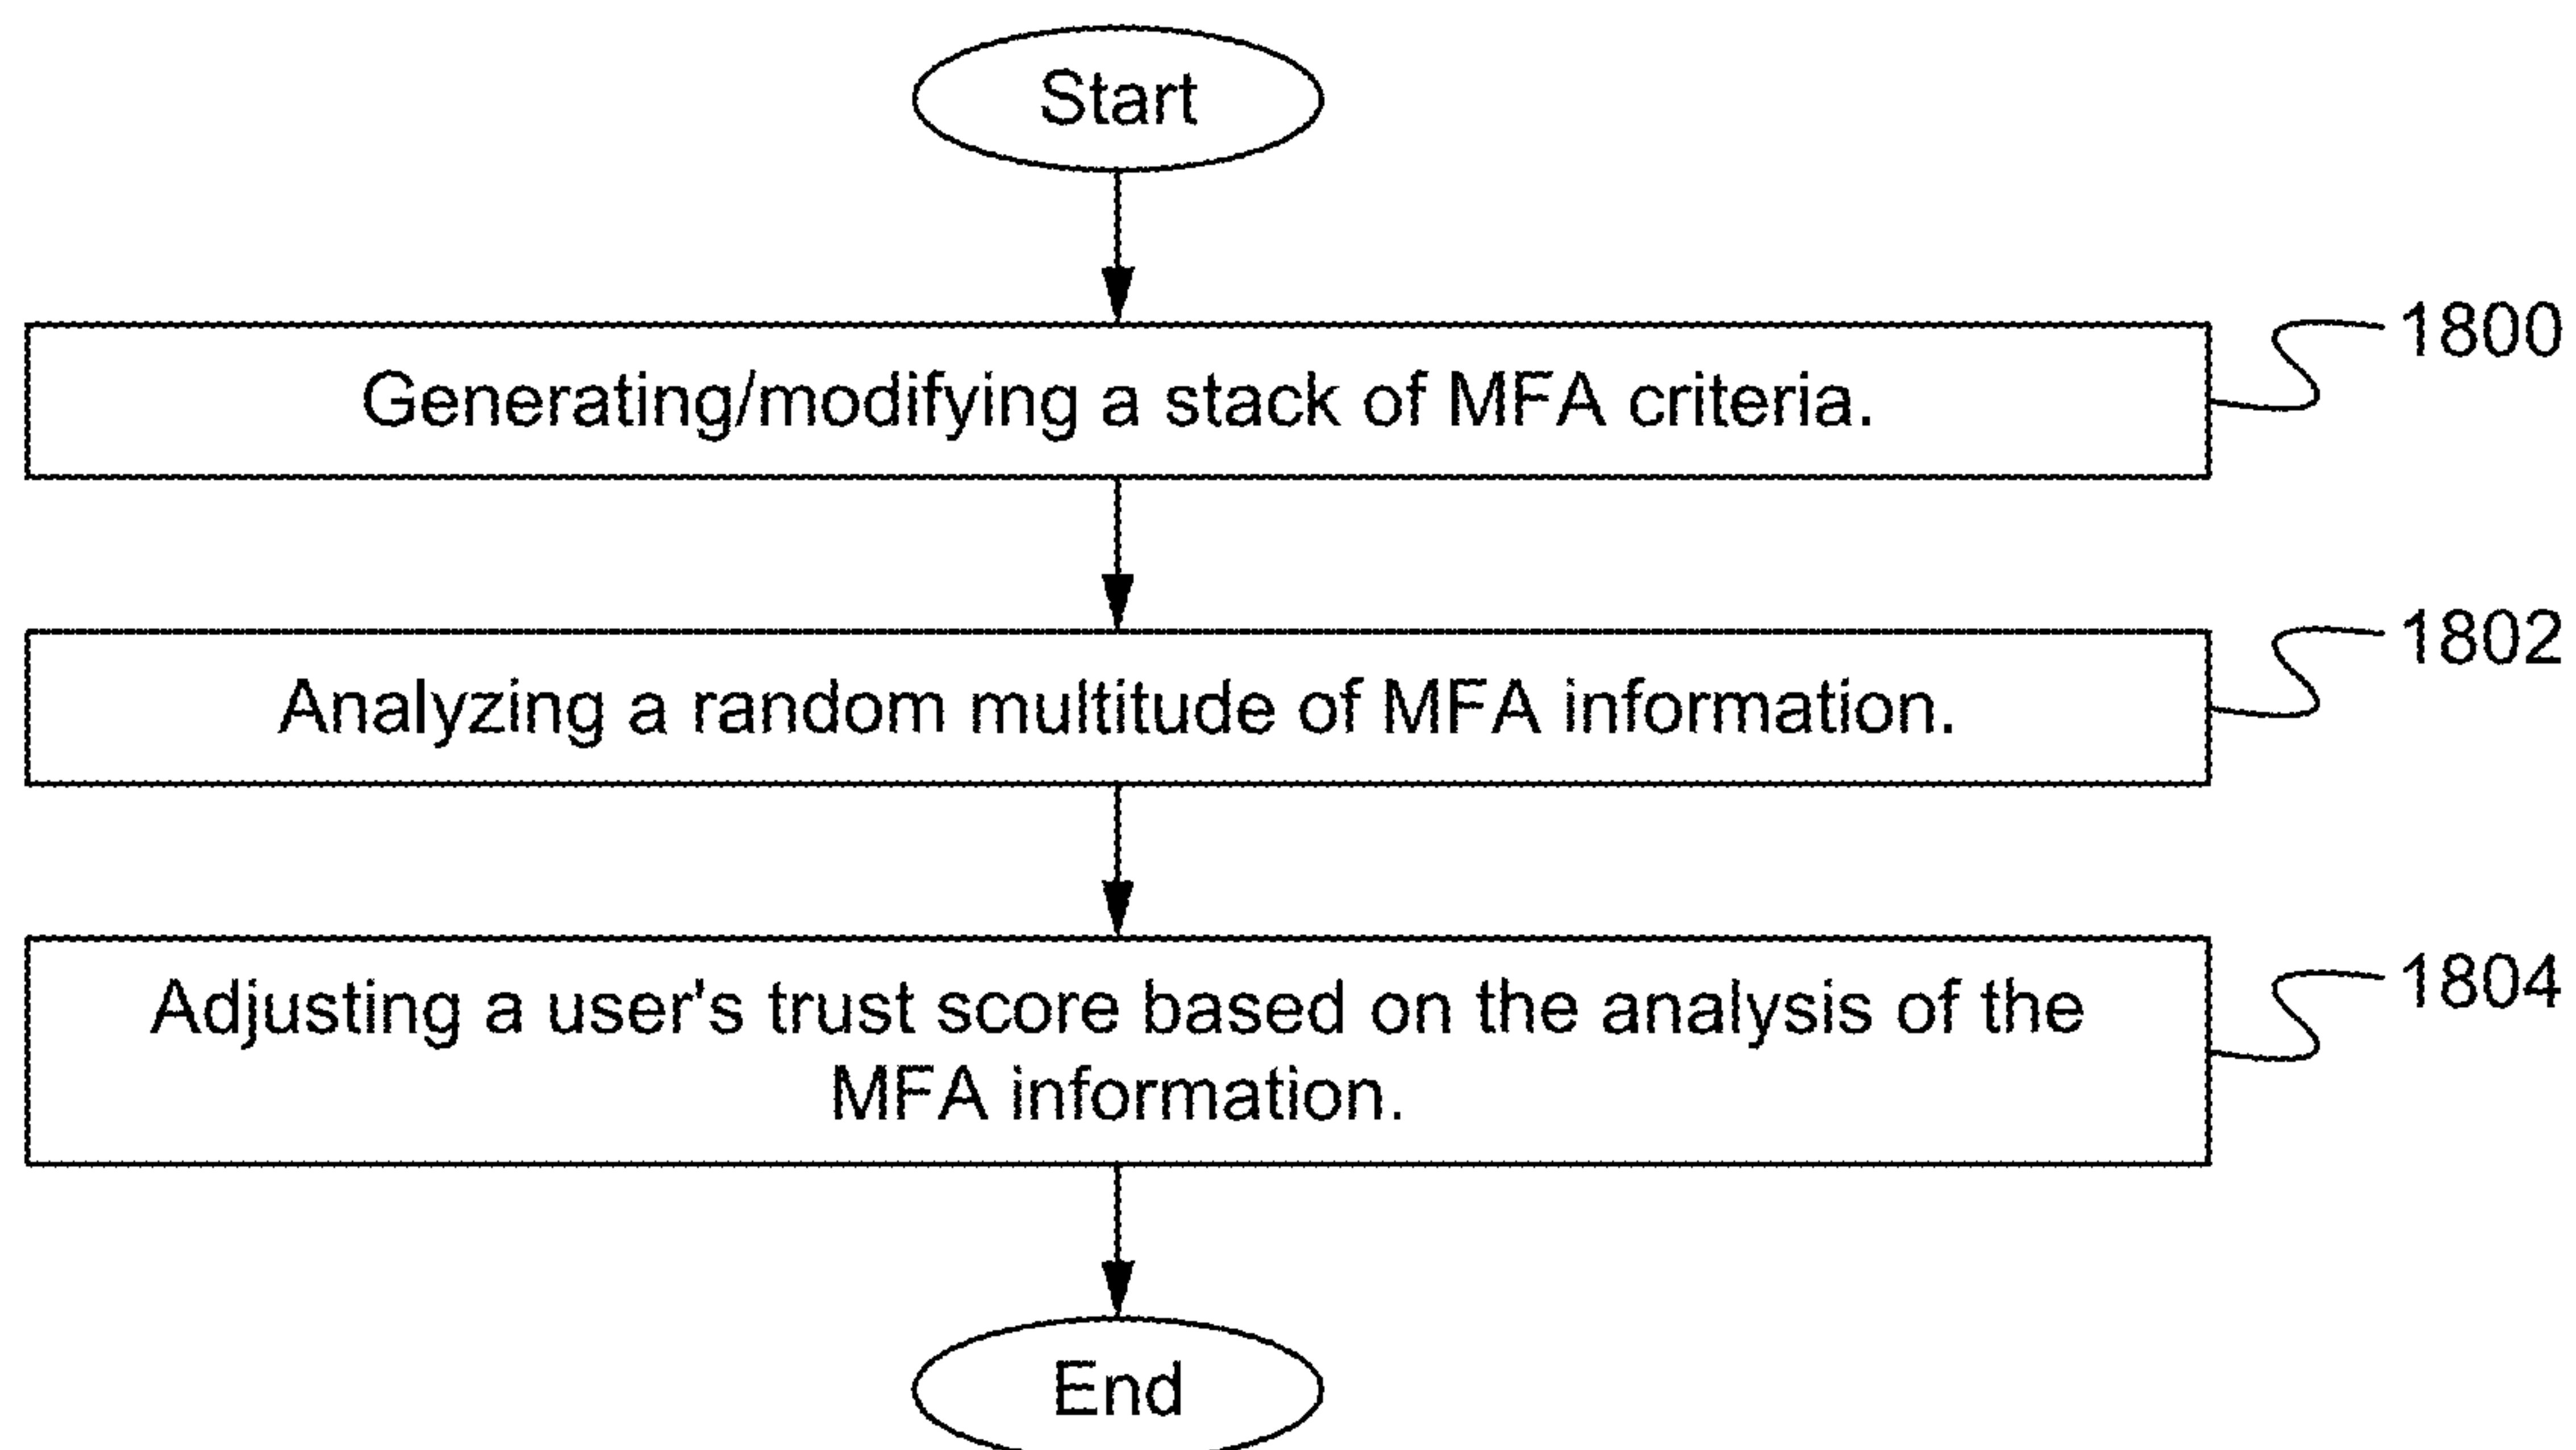 Start
Generating/modifying a stack of MFA criteria.
1800
Analyzing a random multitude of MFA information.
1802
Adjusting a user's trust score based on the analysis of the
MFA information.
1804
End